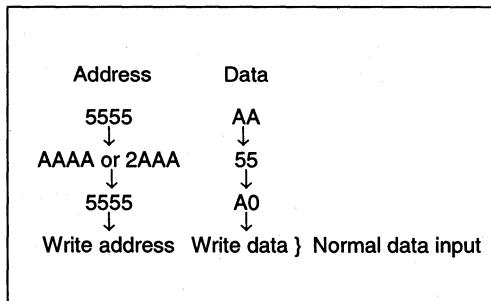 Address Data
5555 AA
↓ ↓
AAAA or 2AAA 55
↓ ↓
5555 A0
↓ ↓
Write address Write data } Normal data input